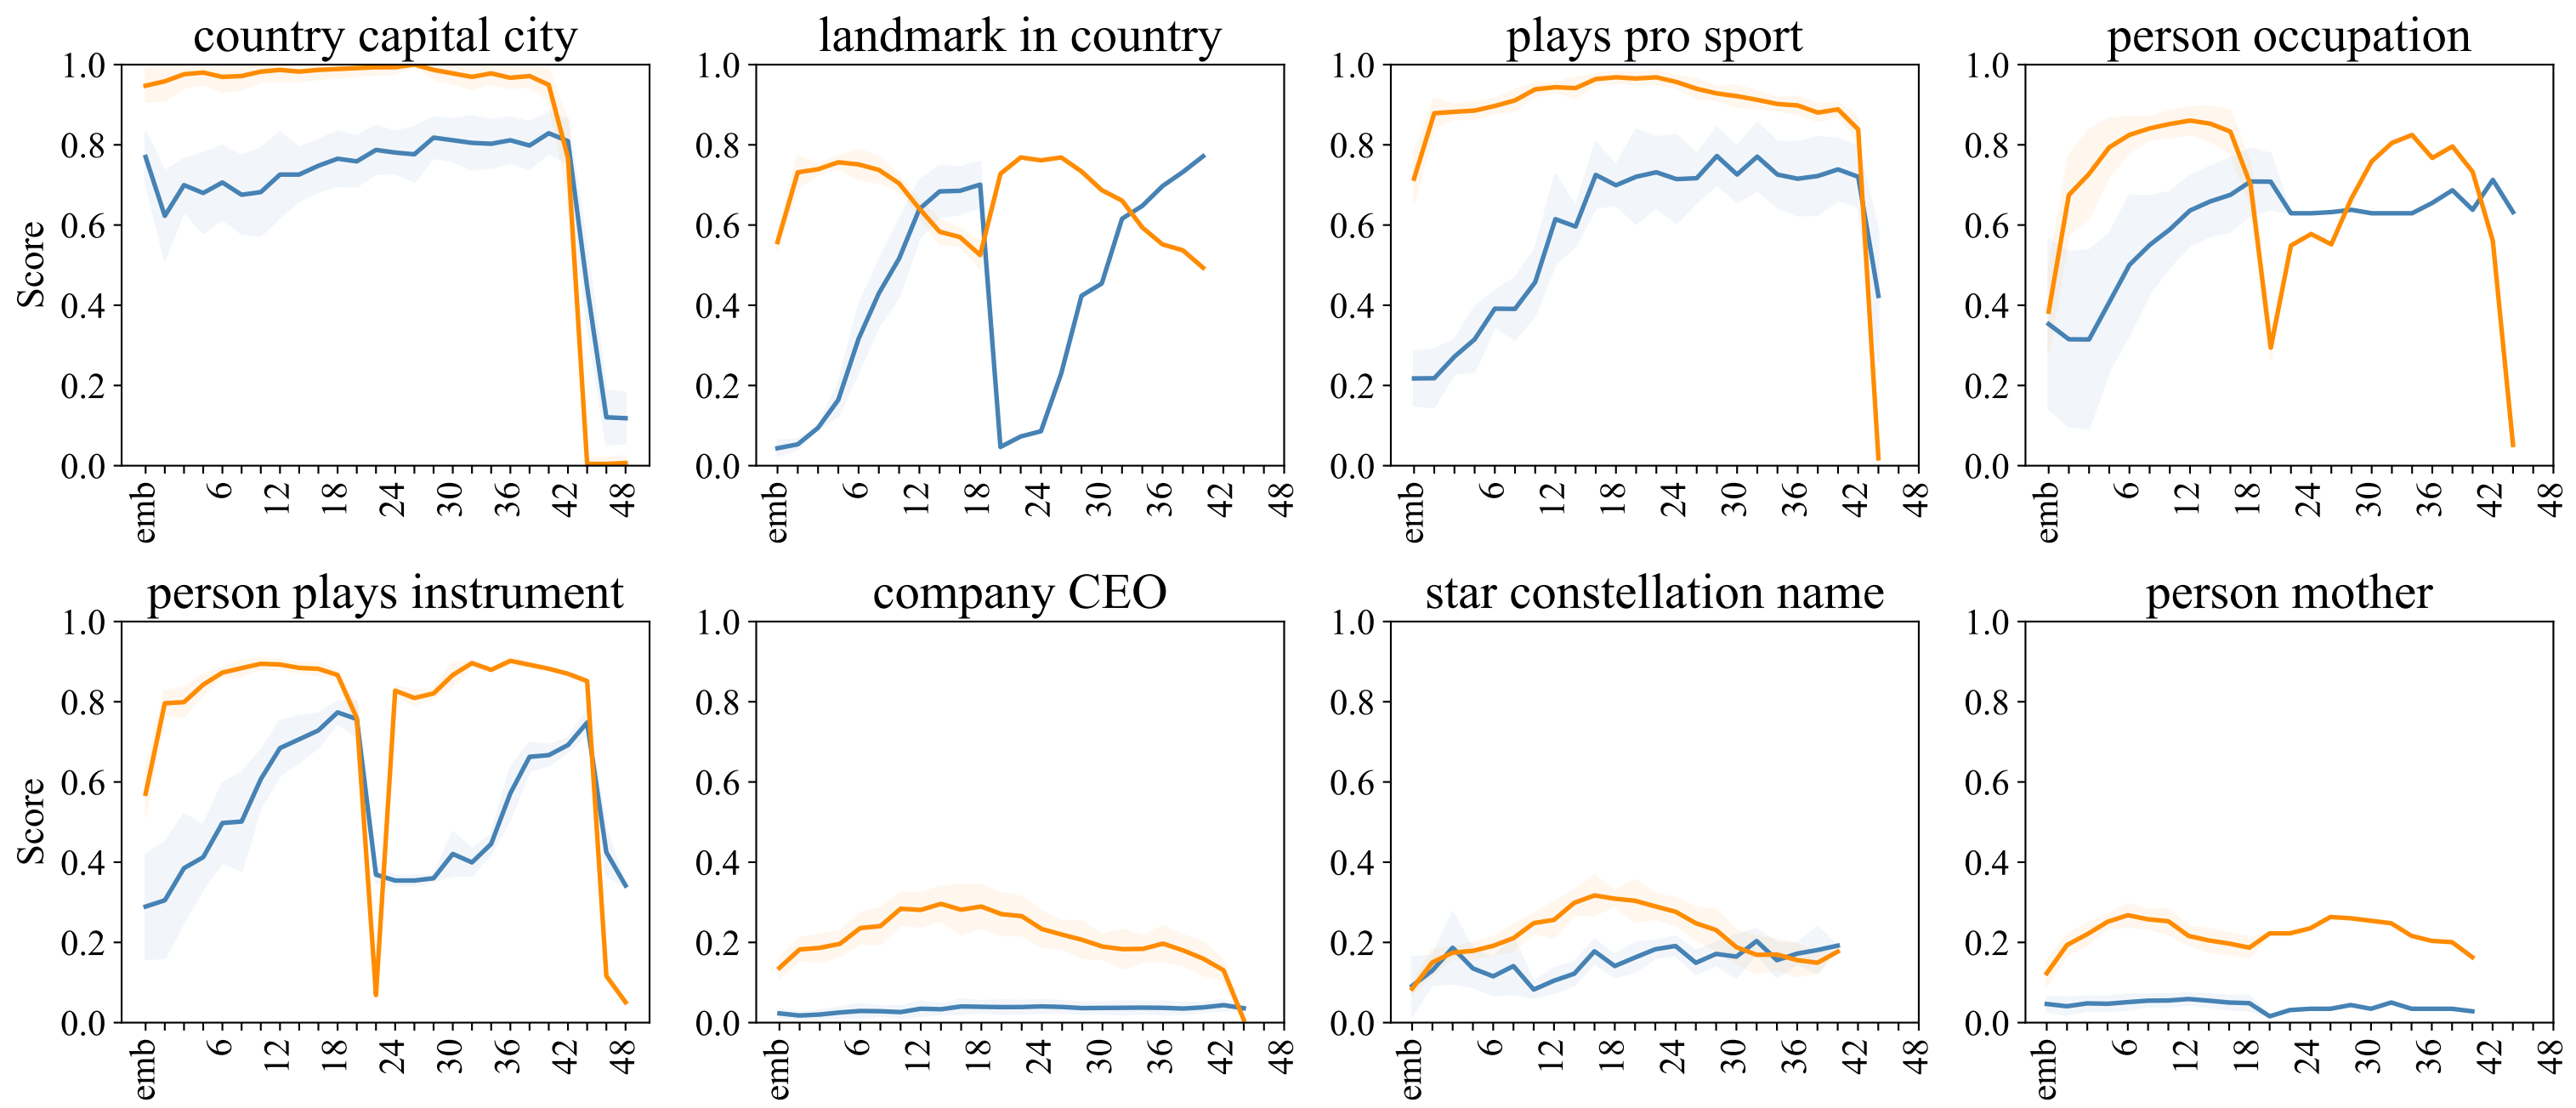 country capital city
landmark in country
plays pro sport
person occupation
Score
1.0
0.8
0.6
0.4
0.2
0.0
emb 6 12 18 24 30 36 42 48
1.0
0.8
0.6
0.4
0.2
0.0
emb 6 12 18 24 30 36 42 48
1.0
0.8
0.6
0.4
0.2
0.0
emb 6 12 18 24 30 36 42 48
1.0
0.8
0.6
0.4
0.2
0.0
emb 6 12 18 24 30 36 42 48
person plays instrument
company CEO
star constellation name
person mother
Score
1.0
0.8
0.6
0.4
0.2
0.0
emb 6 12 18 24 30 36 42 48
1.0
0.8
0.6
0.4
0.2
0.0
emb 6 12 18 24 30 36 42 48
1.0
0.8
0.6
0.4
0.2
0.0
emb 6 12 18 24 30 36 42 48
1.0
0.8
0.6
0.4
0.2
0.0
emb 6 12 18 24 30 36 42 48